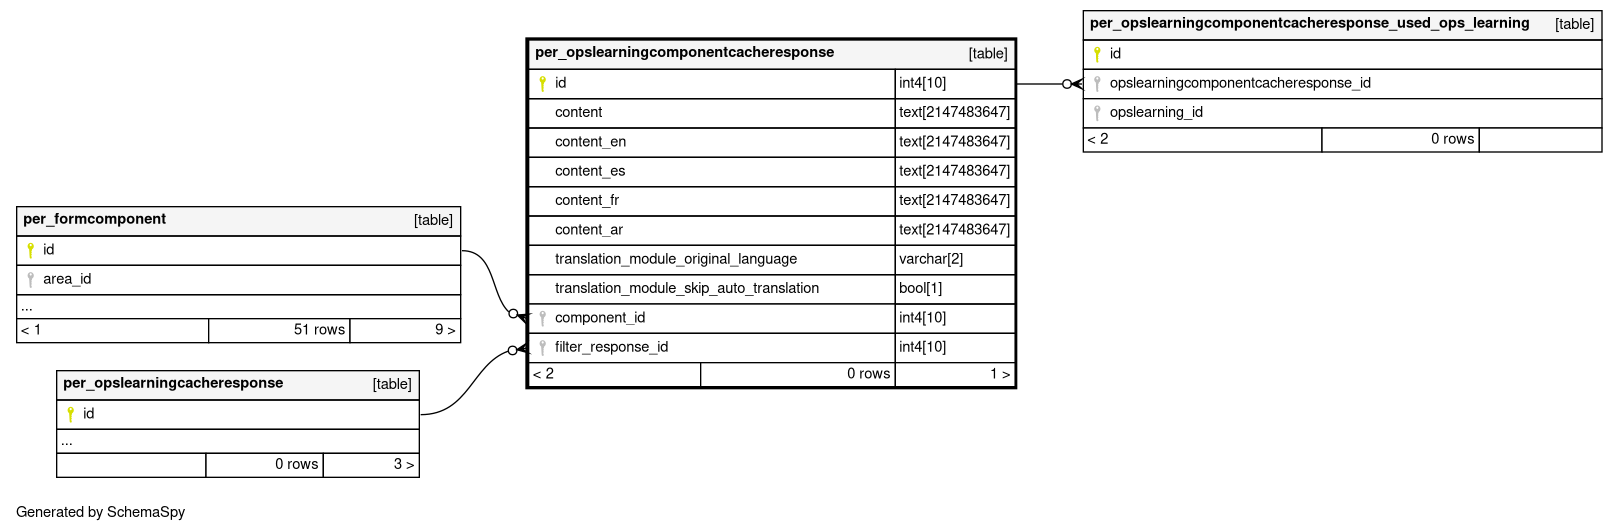 per_opslearningcomponentcacheresponse_used_ops_learning [table]
id
opslearningcomponentcacheresponse_id
opslearning_id
< 2 0 rows
per_opslearningcomponentcacheresponse [table]
id int4[10]
content text[2147483647]
content_en text[2147483647]
content_es text[2147483647]
content_fr text[2147483647]
content_ar text[2147483647]
translation_module_original_language varchar[2]
translation_module_skip_auto_translation bool[1]
component_id int4[10]
filter_response_id int4[10]
< 2 0 rows 1 >
per_formcomponent [table]
id
area_id
...
< 1 51 rows 9 >
per_opslearningcacheresponse [table]
id
...
0 rows 3 >
Generated by SchemaSpy